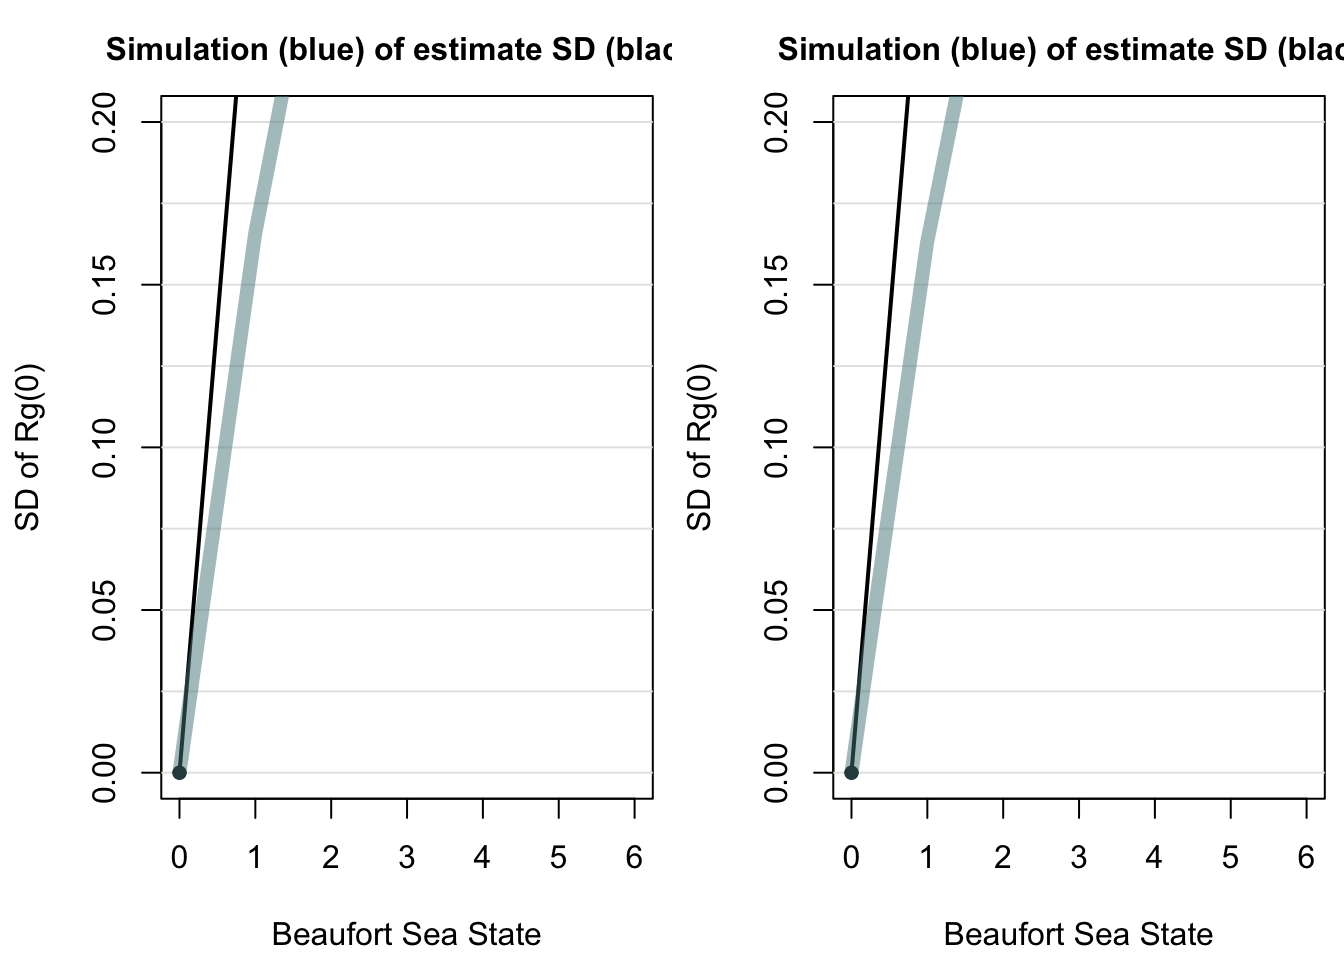 Simulation (blue) of estimate SD (blac
SD of Rg(0)
0.20
0.15
0.10
0.05
0.00
0 1 2 3 4 5 6
Beaufort Sea State
Simulation (blue) of estimate SD (blac
SD of Rg(0)
0.20
0.15
0.10
0.05
0.00
0 1 2 3 4 5 6
Beaufort Sea State